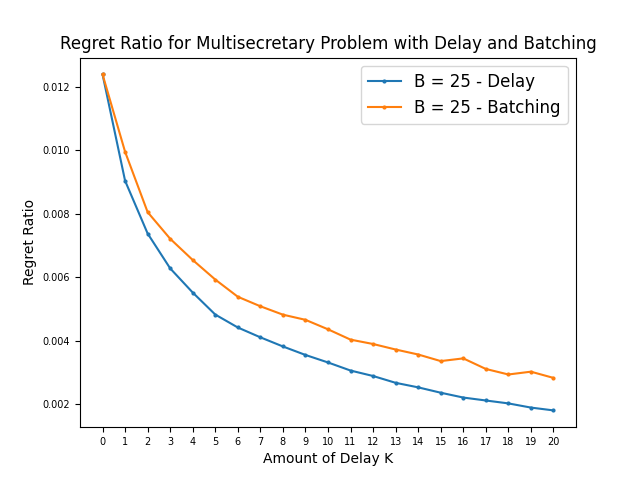 Regret Ratio for Multisecretary Problem with Delay and Batching
B = 25 - Delay
B = 25 - Batching
Regret Ratio
0.012
0.010
0.008
0.006
0.004
0.002
0 1 2 3 4 5 6 7 8 9 10 11 12 13 14 15 16 17 18 19 20
Amount of Delay K